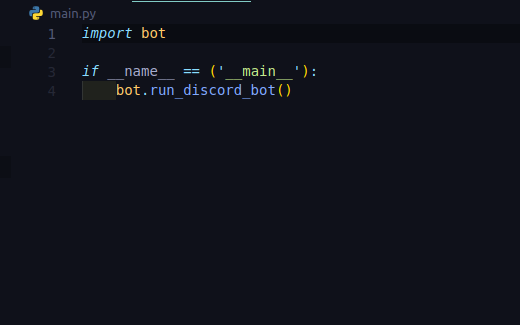 main.py
1 import bot
2
3 if __name__ == ('__main__'):
4     bot.run_discord_bot()